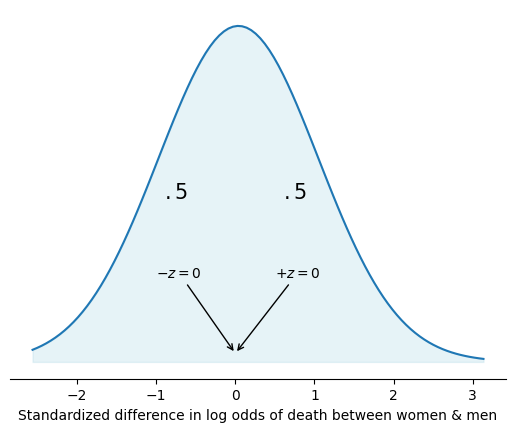 .5 .5
−z = 0 +z = 0
−2 −1 0 1 2 3
Standardized difference in log odds of death between women & men